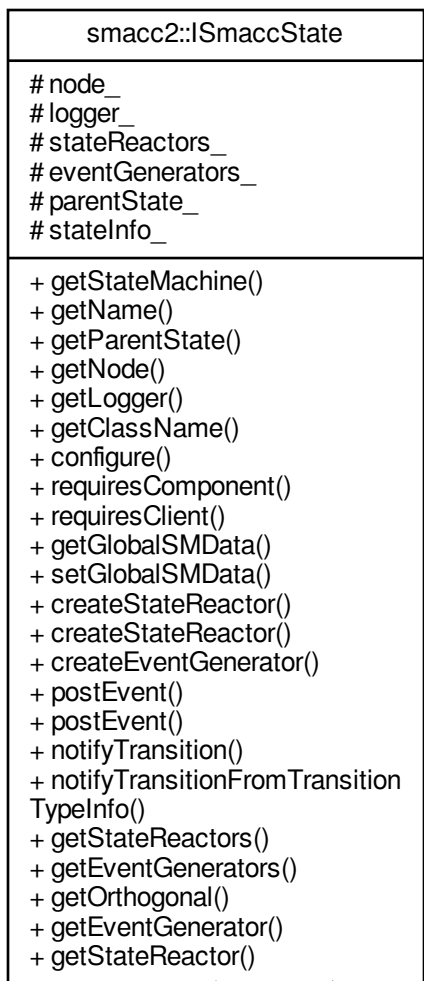 smacc2::ISmaccState
# node_
# logger_
# stateReactors_
# eventGenerators_
# parentState_
# stateInfo_
+ getStateMachine()
+ getName()
+ getParentState()
+ getNode()
+ getLogger()
+ getClassName()
+ configure()
+ requiresComponent()
+ requiresClient()
+ getGlobalSMData()
+ setGlobalSMData()
+ createStateReactor()
+ createStateReactor()
+ createEventGenerator()
+ postEvent()
+ postEvent()
+ notifyTransition()
+ notifyTransitionFromTransition
TypeInfo()
+ getStateReactors()
+ getEventGenerators()
+ getOrthogonal()
+ getEventGenerator()
+ getStateReactor()